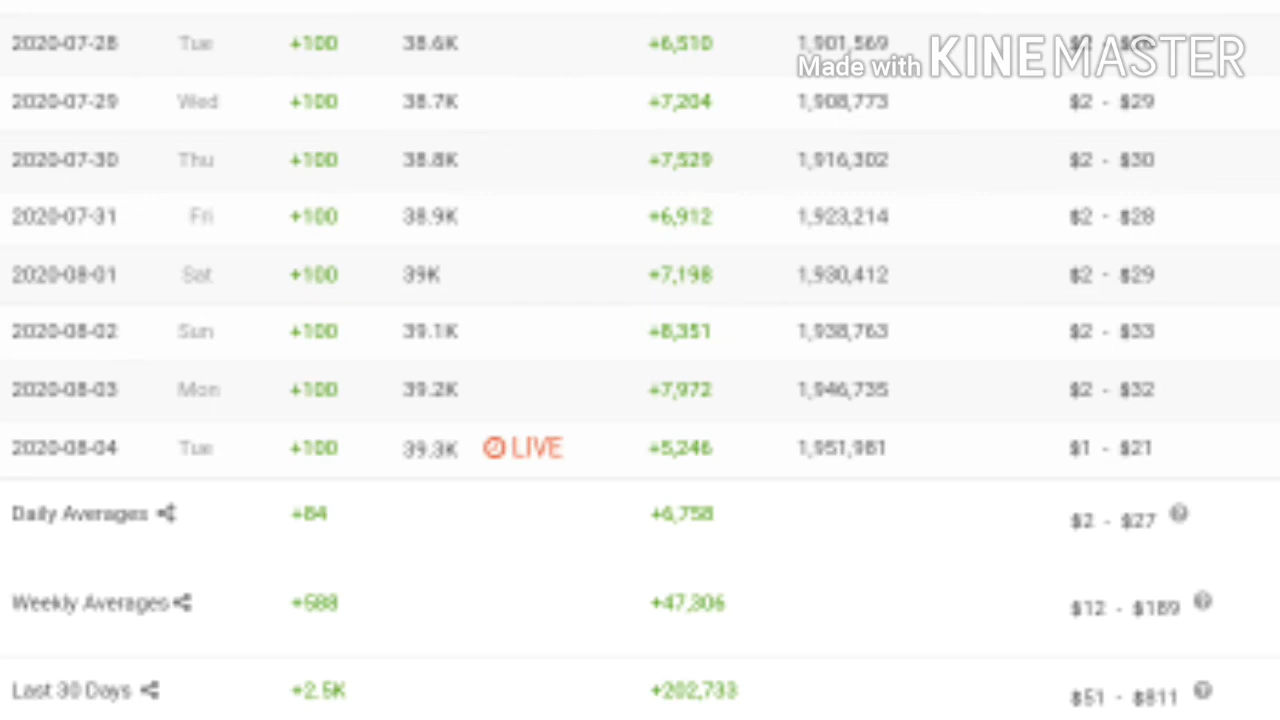 2020-07-28 Tue +100 38.6K +6,510 1,901,569
Made with KINEMASTER
2020-07-29 Wed +100 38.7K +7,204 1,908,773 $2 - $29
2020-07-30 Thu +100 38.8K +7,529 1,916,302 $2 - $30
2020-07-31 Fri +100 38.9K +6,912 1,923,214 $2 - $28
2020-08-01 Sat +100 39K +7,198 1,930,412 $2 - $29
2020-08-02 Sun +100 39.1K +8,351 1,938,763 $2 - $33
2020-08-03 Mon +100 39.2K +7,972 1,946,735 $2 - $32
2020-08-04 Tue +100 39.3K LIVE +5,246 1,951,981 $1 - $21
Daily Averages +84 +6,758 $2 - $27
Weekly Averages +588 +47,306 $12 - $189
Last 30 Days +2.5K +202,733 $51 - $811